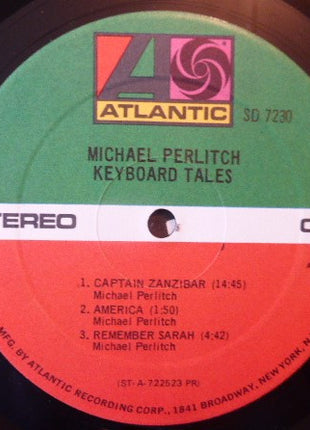 ATLANTIC
SD 7230
MICHAEL PERLITCH
KEYBOARD TALES
STEREO
1. CAPTAIN ZANZIBAR (14:45)
Michael Perlitch
2. AMERICA (1:50)
Michael Perlitch
3. REMEMBER SARAH (4:42)
Michael Perlitch
(ST-A-722523 PR)
MFG. BY ATLANTIC RECORDING CORP., 1841 BROADWAY, NEW YORK, N